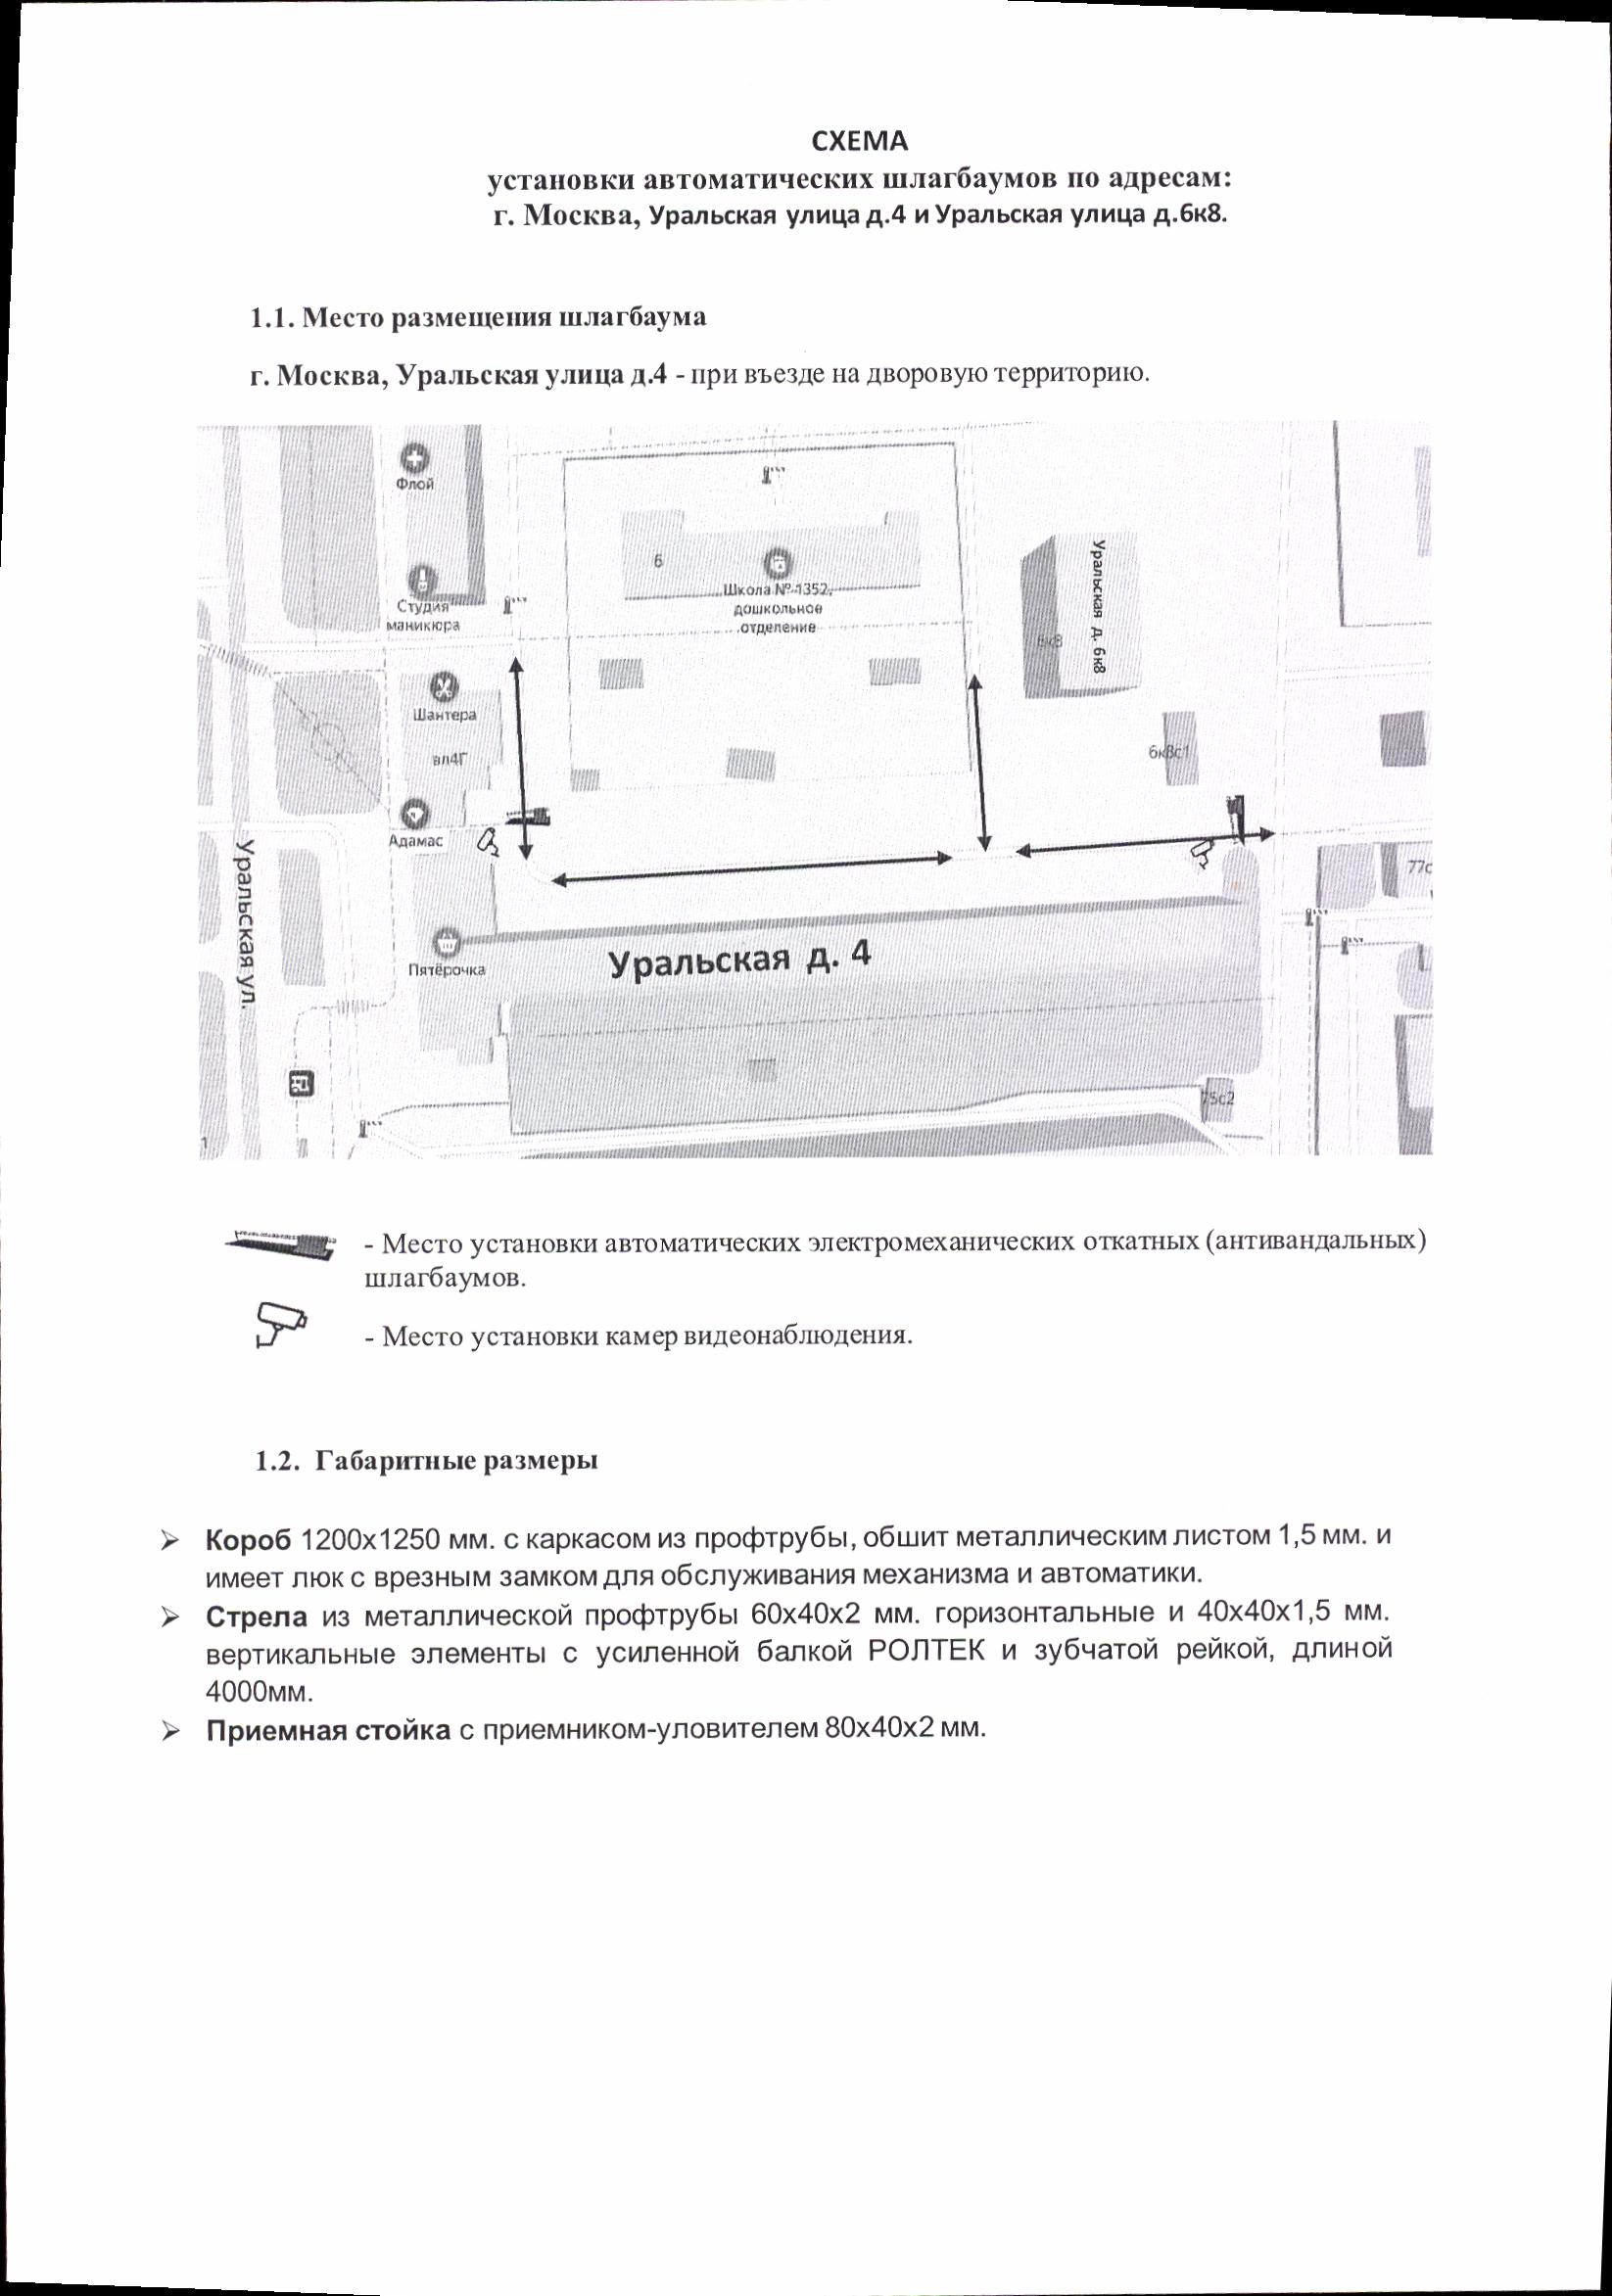 СХЕМА
установки автоматических шлагбаумов по адресам:
г. Москва, Уральская улица д.4 и Уральская улица д.6к8.
1.1. Место размещения шлагбаума
г. Москва, Уральская улица д.4 - при въезде на дворовую территорию.
Флой
Студия
маникюра
6
Школа № 1352,
дошкольное
отделение
Уральская д. 6к8
6к8
Шантера
вл4Г
6к8с1
Адамас
Уральская ул.
77с
Пятёрочка
Уральская д. 4
75с2
1
- Место установки автоматических электромеханических откатных (антивандальных)
шлагбаумов.
- Место установки камер видеонаблюдения.
1.2. Габаритные размеры
➢ Короб 1200х1250 мм. с каркасом из профтрубы, обшит металлическим листом 1,5 мм. и
имеет люк с врезным замком для обслуживания механизма и автоматики.
➢ Стрела из металлической профтрубы 60х40х2 мм. горизонтальные и 40х40х1,5 мм.
вертикальные элементы с усиленной балкой РОЛТЕК и зубчатой рейкой, длиной
4000мм.
➢ Приемная стойка с приемником-уловителем 80х40х2 мм.